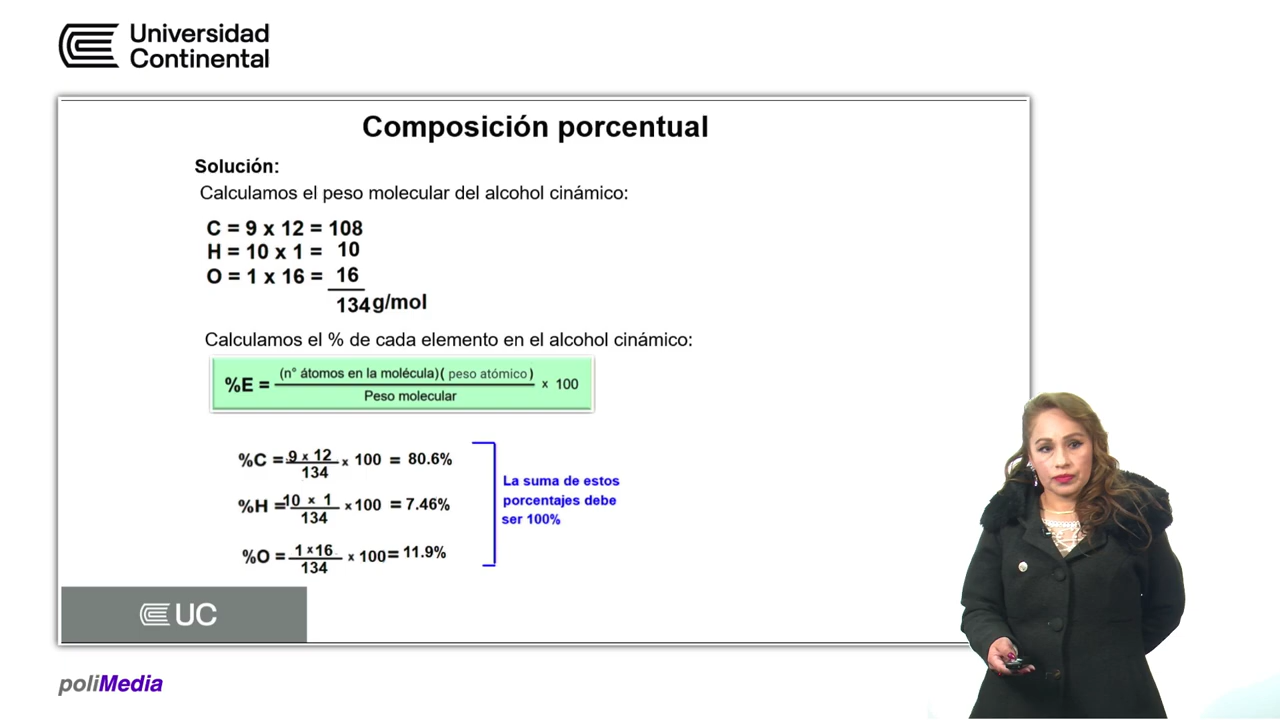 Universidad
Continental
Composición porcentual
Solución:
Calculamos el peso molecular del alcohol cinámico:
C = 9 x 12 = 108
H = 10 x 1 = 10
O = 1 x 16 = 16
134 g/mol
Calculamos el % de cada elemento en el alcohol cinámico:
%E = (n° átomos en la molécula)( peso atómico) x 100
Peso molecular
%C = 9 x 12 x 100 = 80.6%
134
La suma de estos
porcentajes debe
ser 100%
%H = 10 x 1 x 100 = 7.46%
134
%O = 1 x 16 x 100 = 11.9%
134
UC
poliMedia